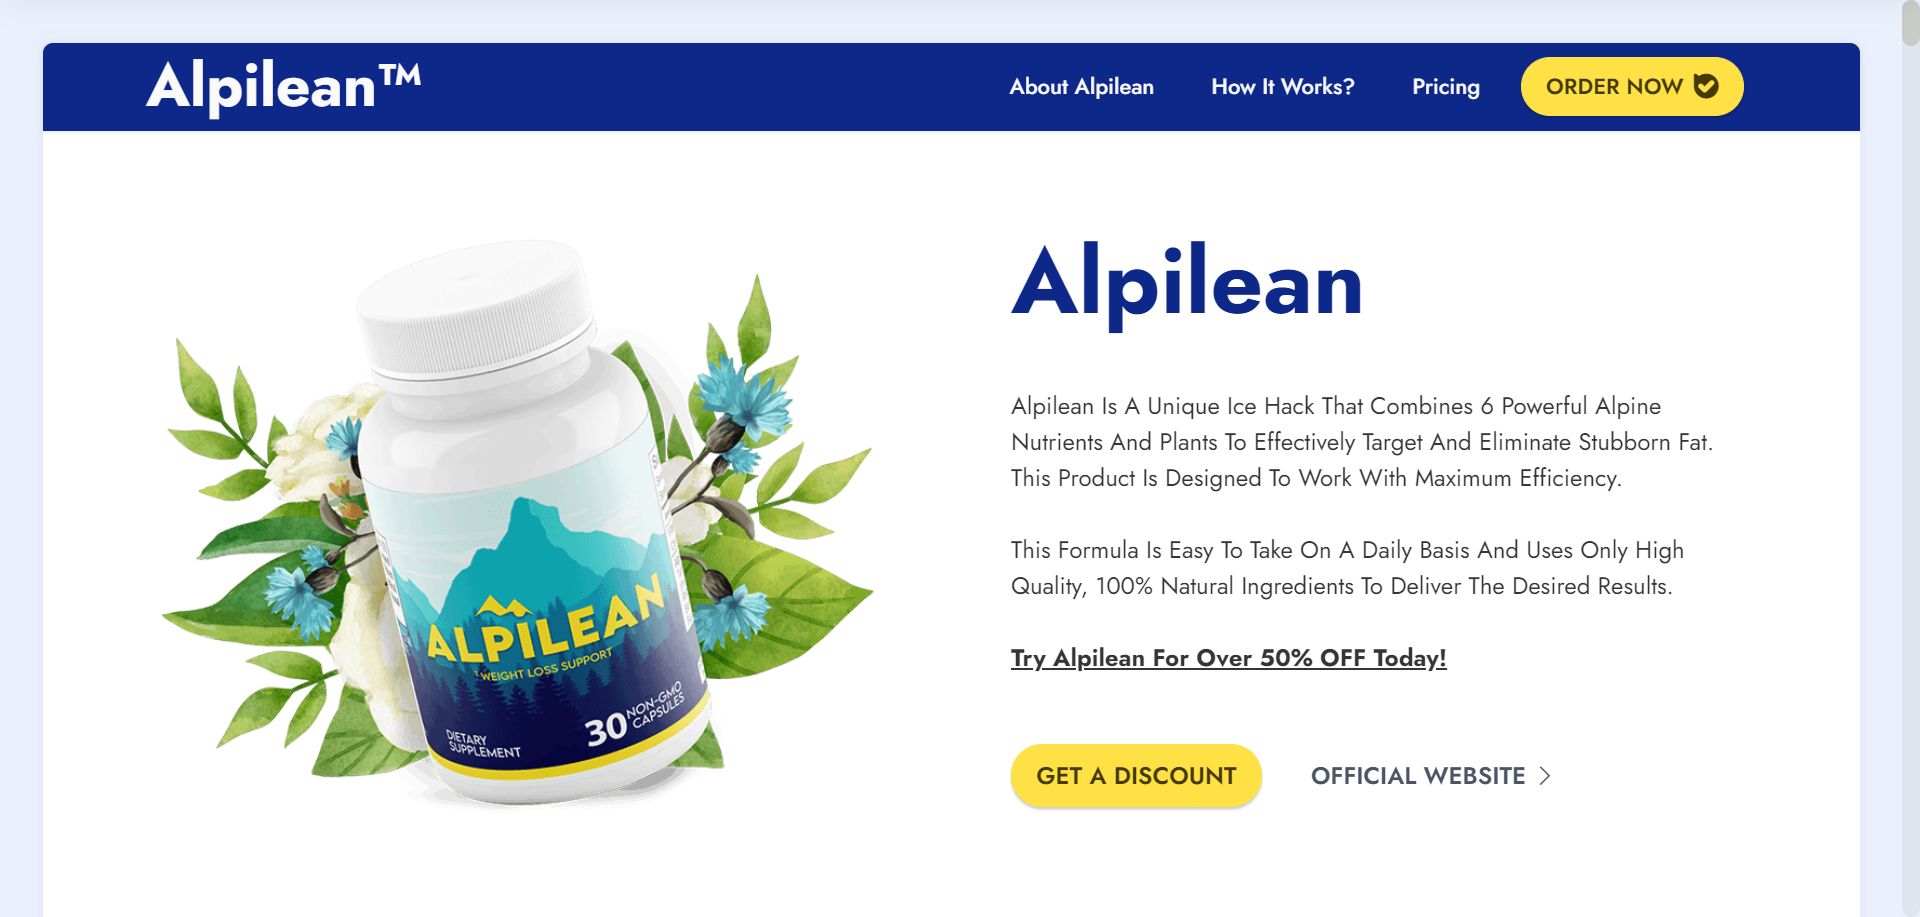 Alpilean™
About Alpilean
How It Works?
Pricing
ORDER NOW
Alpilean
Alpilean Is A Unique Ice Hack That Combines 6 Powerful Alpine
Nutrients And Plants To Effectively Target And Eliminate Stubborn Fat.
This Product Is Designed To Work With Maximum Efficiency.
This Formula Is Easy To Take On A Daily Basis And Uses Only High
Quality, 100% Natural Ingredients To Deliver The Desired Results.
Try Alpilean For Over 50% OFF Today!
GET A DISCOUNT
OFFICIAL WEBSITE
ALPILEAN
WEIGHT LOSS SUPPORT
DIETARY
SUPPLEMENT
30 NON-GMO
CAPSULES